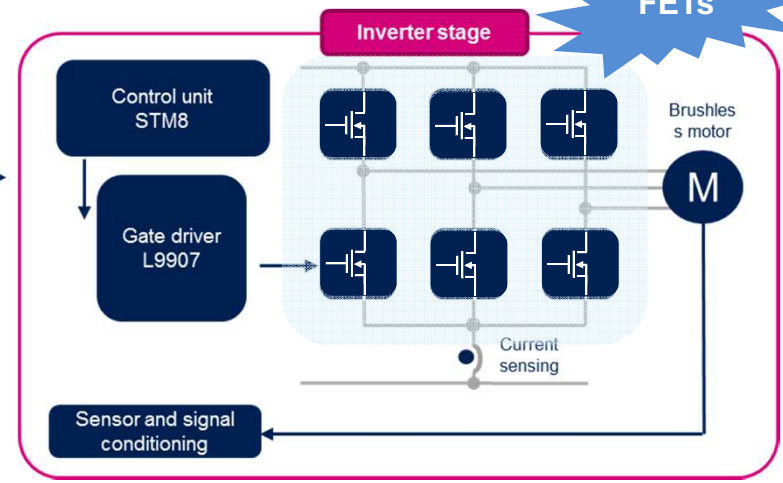 FETs
Inverter stage
Control unit
STM8
Brushles
s motor
M
Gate driver
L9907
Current
sensing
Sensor and signal
conditioning